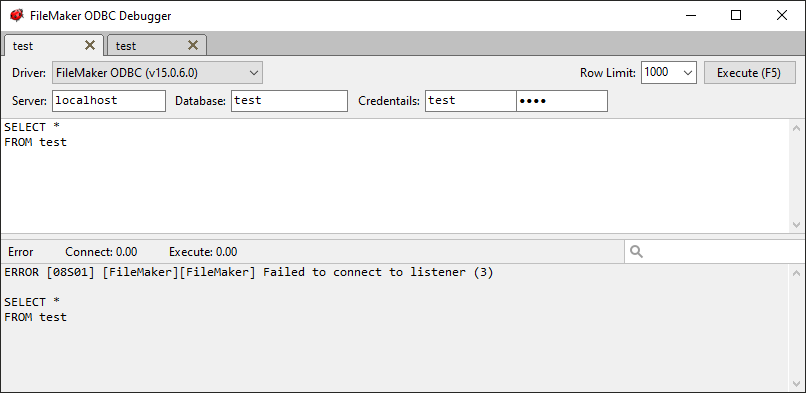 FileMaker ODBC Debugger
test test
Driver: FileMaker ODBC (v15.0.6.0) Row Limit: 1000 Execute (F5)
Server: localhost Database: test Credentails: test ••••
SELECT *
FROM test
Error Connect: 0.00 Execute: 0.00
ERROR [08S01] [FileMaker][FileMaker] Failed to connect to listener (3)
SELECT *
FROM test